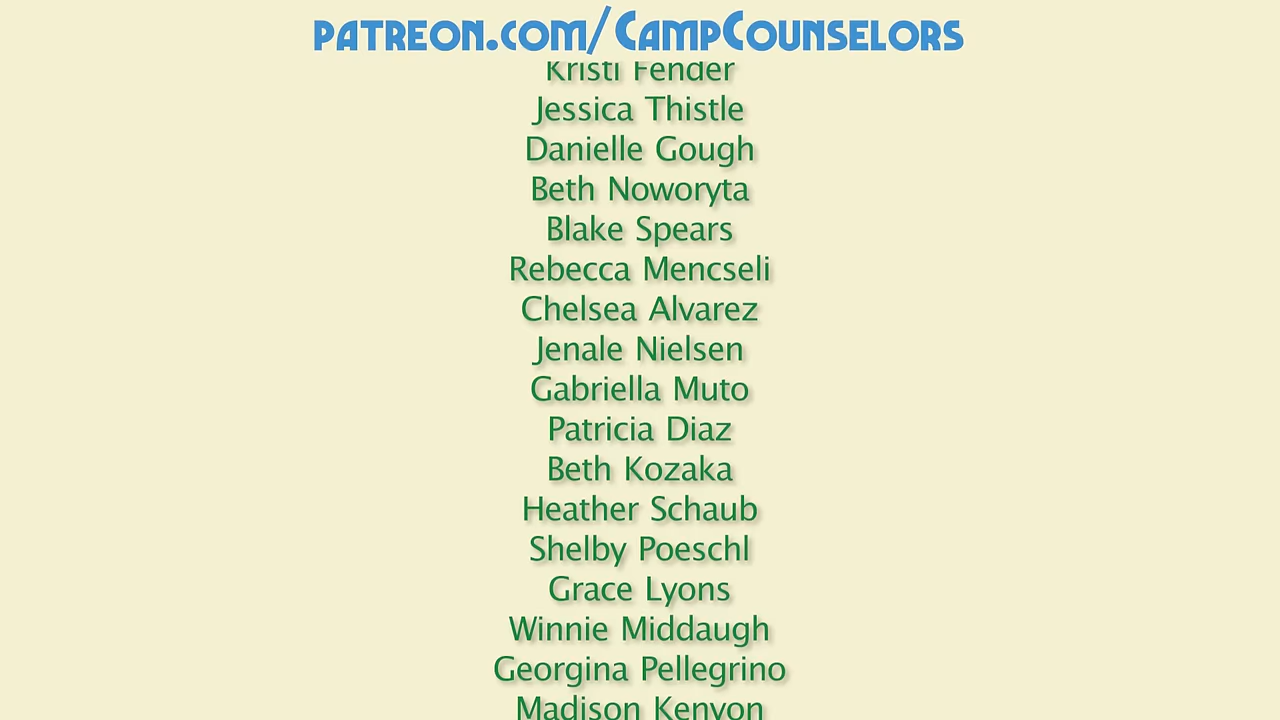 patreon.com/CampCounselors
Kristi Fender
Jessica Thistle
Danielle Gough
Beth Noworyta
Blake Spears
Rebecca Mencseli
Chelsea Alvarez
Jenale Nielsen
Gabriella Muto
Patricia Diaz
Beth Kozaka
Heather Schaub
Shelby Poeschl
Grace Lyons
Winnie Middaugh
Georgina Pellegrino
Madison Kenyon